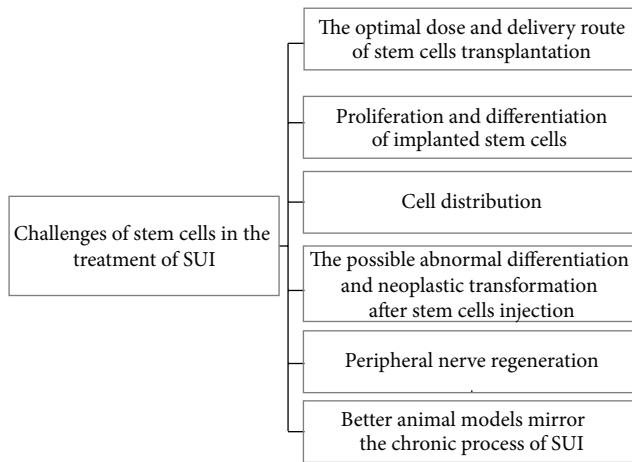 The optimal dose and delivery route
of stem cells transplantation
Proliferation and differentiation
of implanted stem cells
Cell distribution
Challenges of stem cells in the
treatment of SUI
The possible abnormal differentiation
and neoplastic transformation
after stem cells injection
Peripheral nerve regeneration
Better animal models mirror
the chronic process of SUI